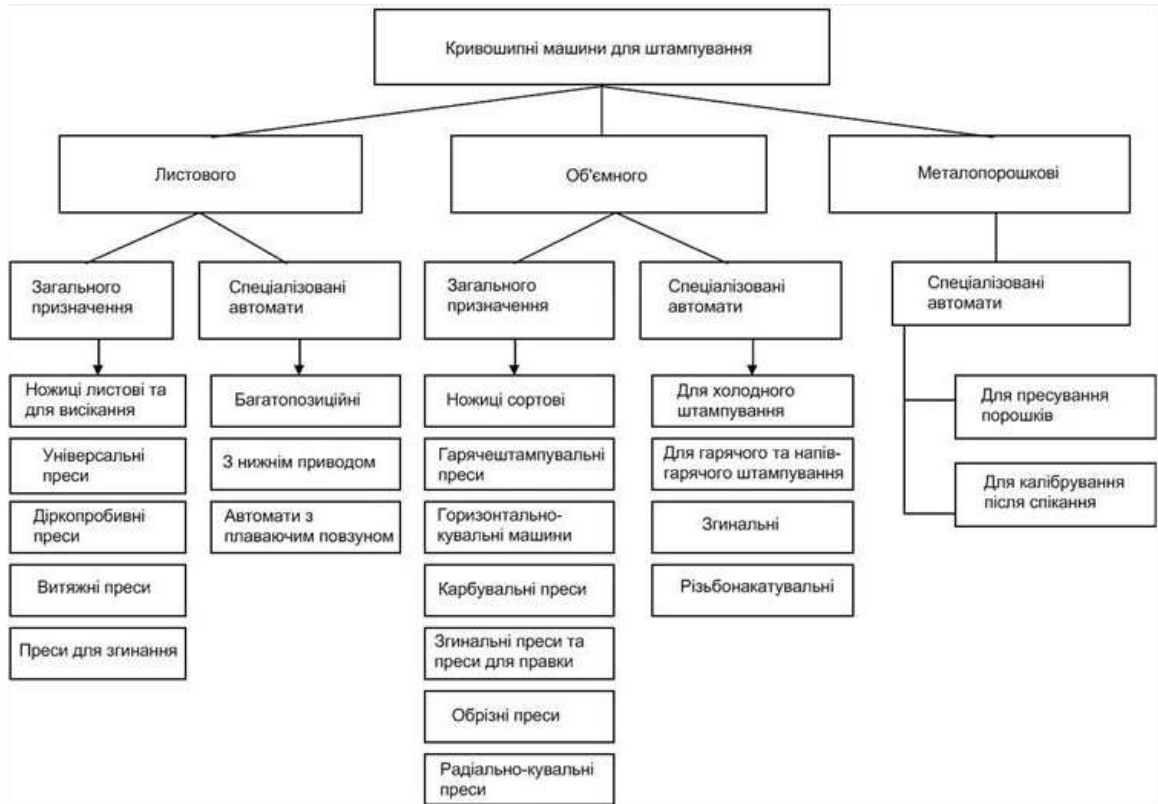 Кривошипні машини для штампування
Листового
Об'ємного
Металопорошкові
Загального
призначення
Спеціалізовані
автомати
Загального
призначення
Спеціалізовані
автомати
Спеціалізовані
автомати
Ножиці листові та
для висікання
Універсальні
преси
Діркопробивні
преси
Витяжні преси
Преси для згинання
Багатопозиційні
З нижнім приводом
Автомати з
плаваючим повзуном
Ножиці сортові
Гарячештампувальні
преси
Горизонтально-
кувальні машини
Карбувальні преси
Згинальні преси та
преси для правки
Обрізні преси
Радіально-кувальні
преси
Для холодного
штампування
Для гарячого та напів-
гарячого штампування
Згинальні
Різьбонакатувальні
Для пресування
порошків
Для калібрування
після спікання